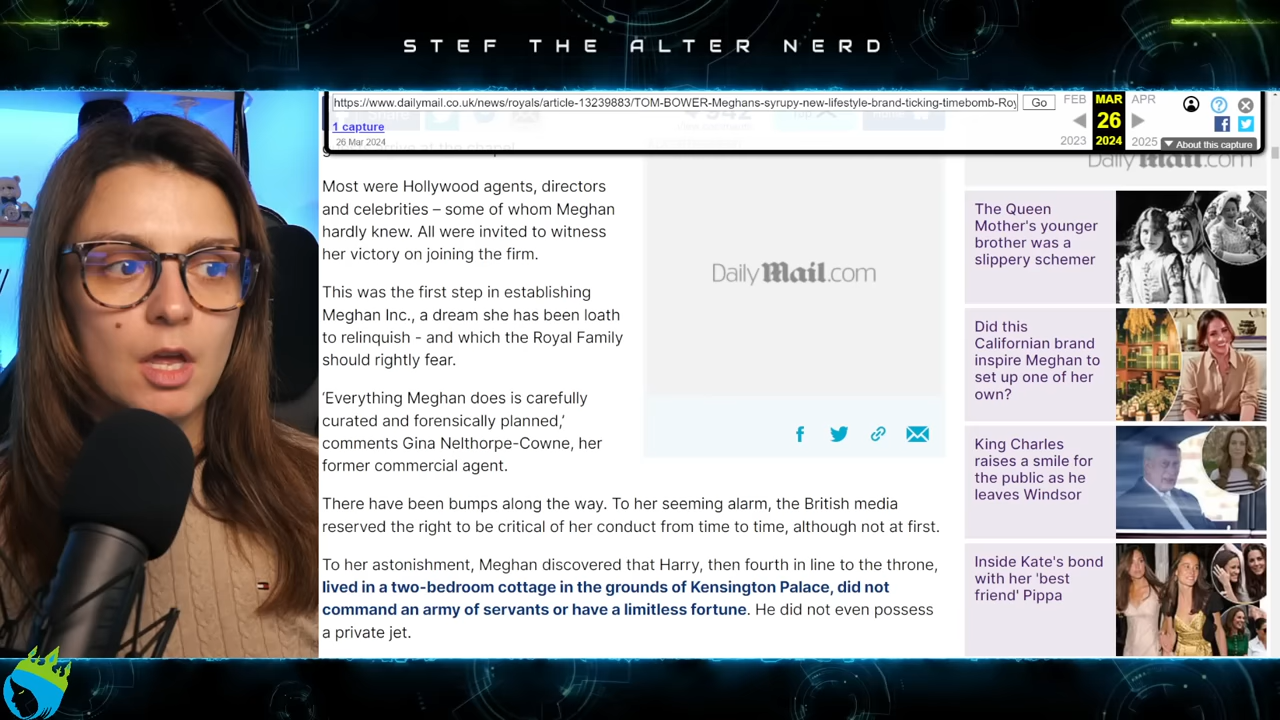 STEF THE ALTER NERD
https://www.dailymail.co.uk/news/royals/article-13239883/TOM-BOWER-Meghans-syrupy-new-lifestyle-brand-ticking-timebomb-Roy
Go
FEB
MAR
APR
1 capture
26
26 Mar 2024
2023
2024
2025
About this capture
Most were Hollywood agents, directors
and celebrities – some of whom Meghan
hardly knew. All were invited to witness
her victory on joining the firm.
This was the first step in establishing
Meghan Inc., a dream she has been loath
to relinquish - and which the Royal Family
should rightly fear.
‘Everything Meghan does is carefully
curated and forensically planned,’
comments Gina Nelthorpe-Cowne, her
former commercial agent.
There have been bumps along the way. To her seeming alarm, the British media
reserved the right to be critical of her conduct from time to time, although not at first.
To her astonishment, Meghan discovered that Harry, then fourth in line to the throne,
lived in a two-bedroom cottage in the grounds of Kensington Palace, did not
command an army of servants or have a limitless fortune. He did not even possess
a private jet.
Daily Mail.com
Daily Mail.com
The Queen
Mother's younger
brother was a
slippery schemer
Did this
Californian brand
inspire Meghan to
set up one of her
own?
King Charles
raises a smile for
the public as he
leaves Windsor
Inside Kate's bond
with her 'best
friend' Pippa